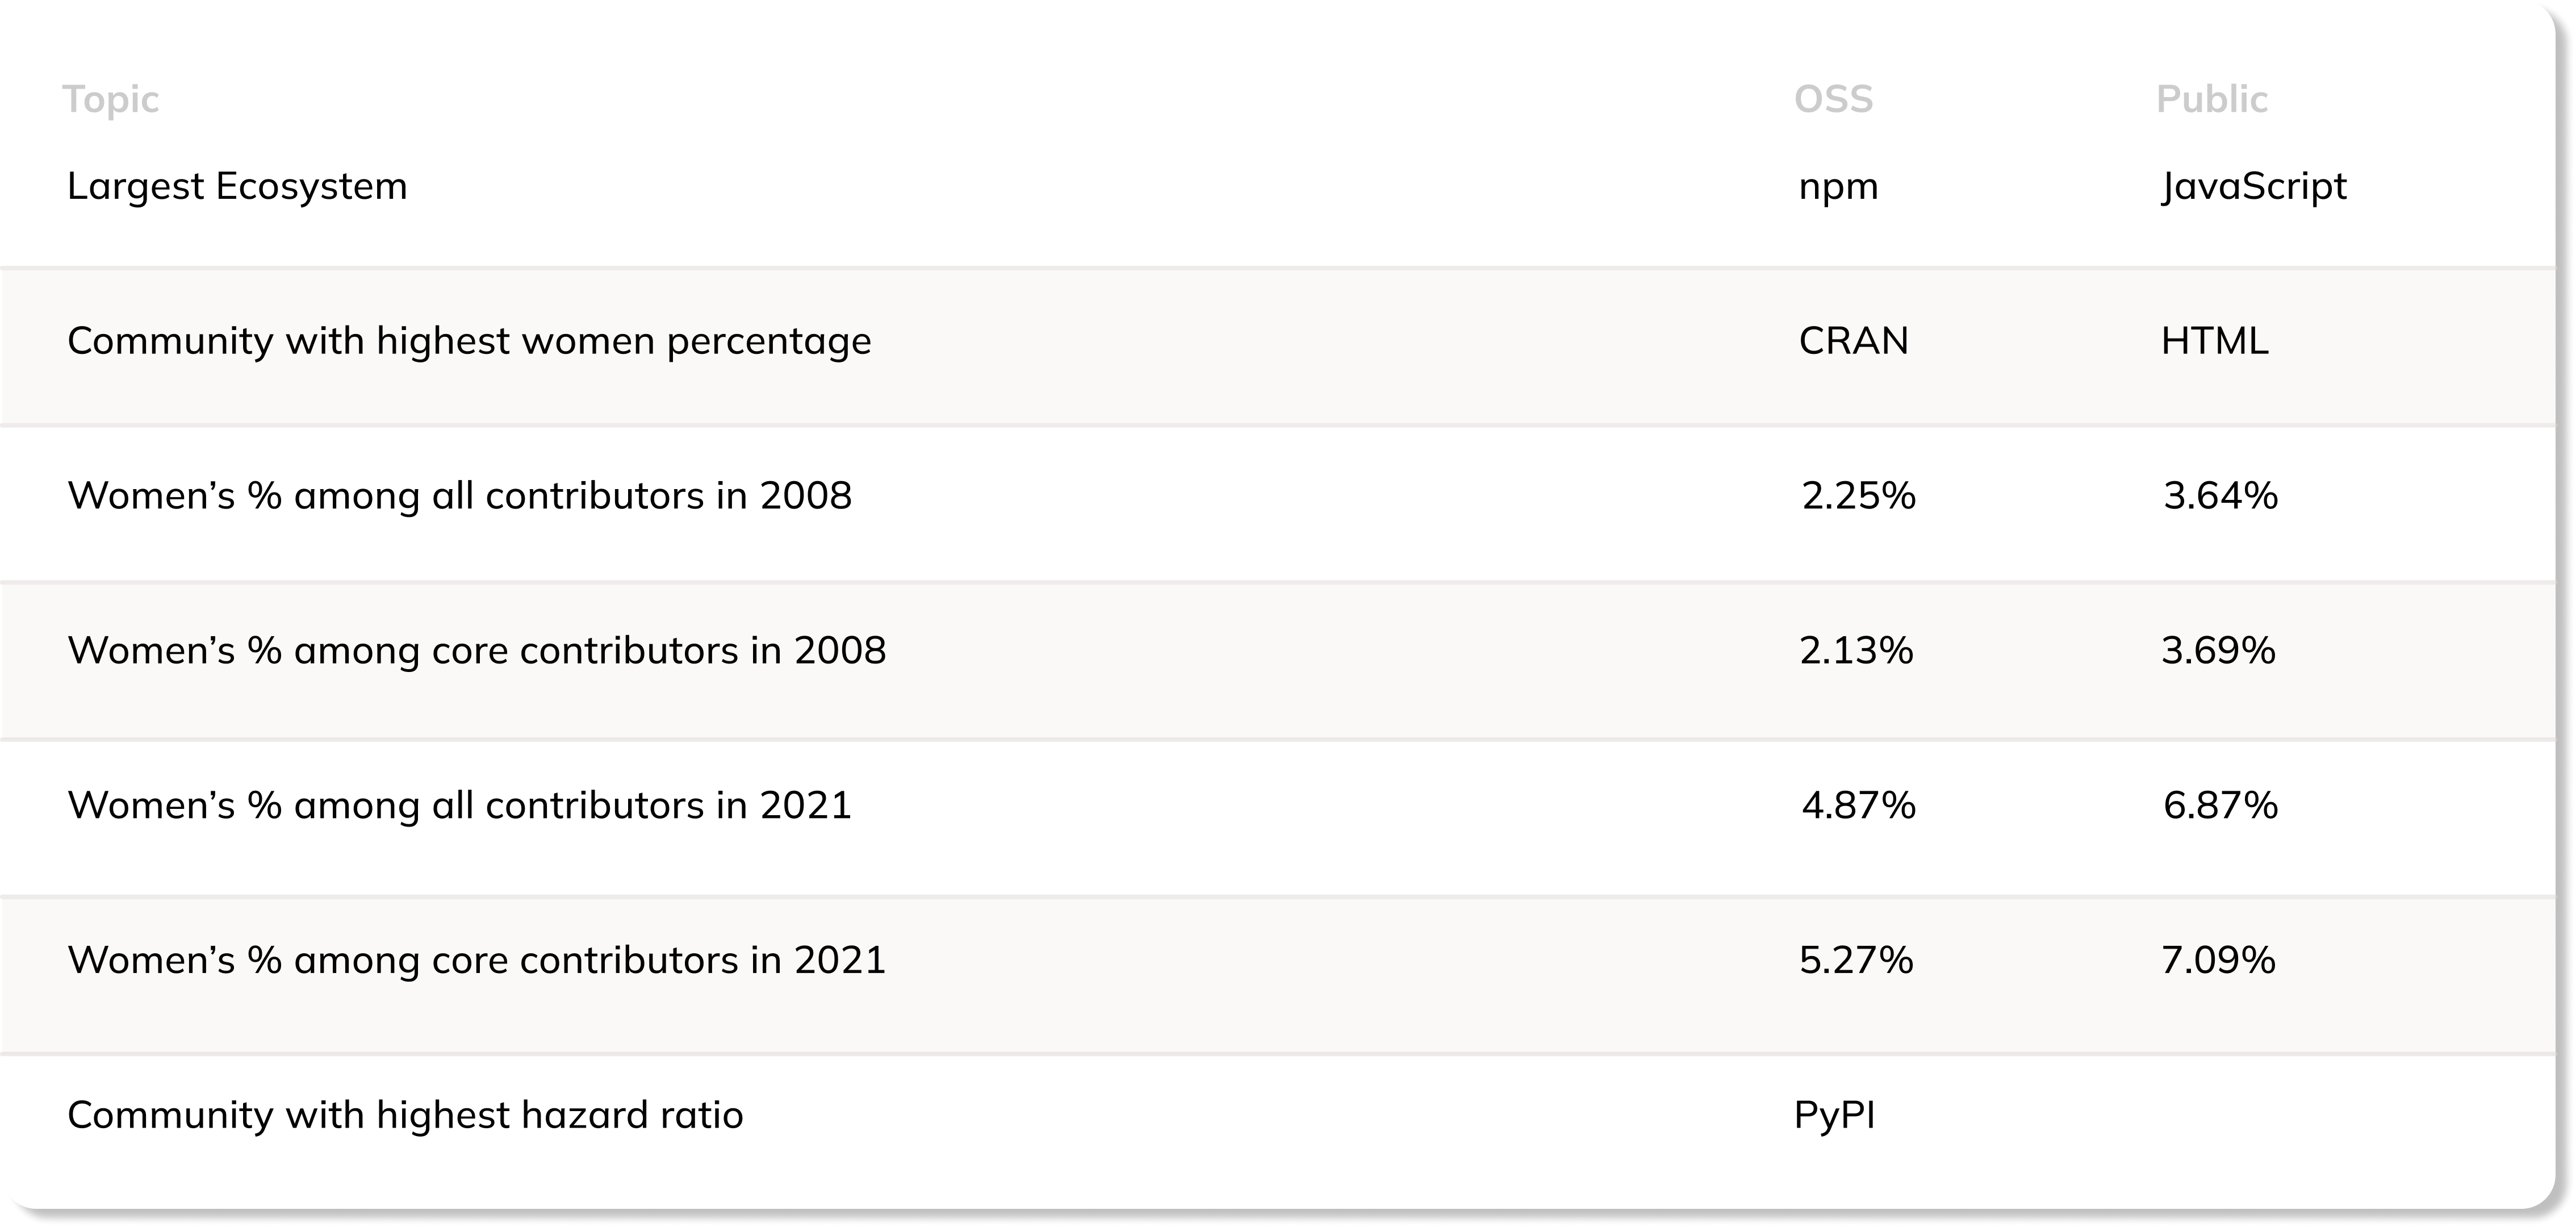 Topic OSS Public
Largest Ecosystem npm JavaScript
Community with highest women percentage CRAN HTML
Women’s % among all contributors in 2008 2.25% 3.64%
Women’s % among core contributors in 2008 2.13% 3.69%
Women’s % among all contributors in 2021 4.87% 6.87%
Women’s % among core contributors in 2021 5.27% 7.09%
Community with highest hazard ratio PyPI